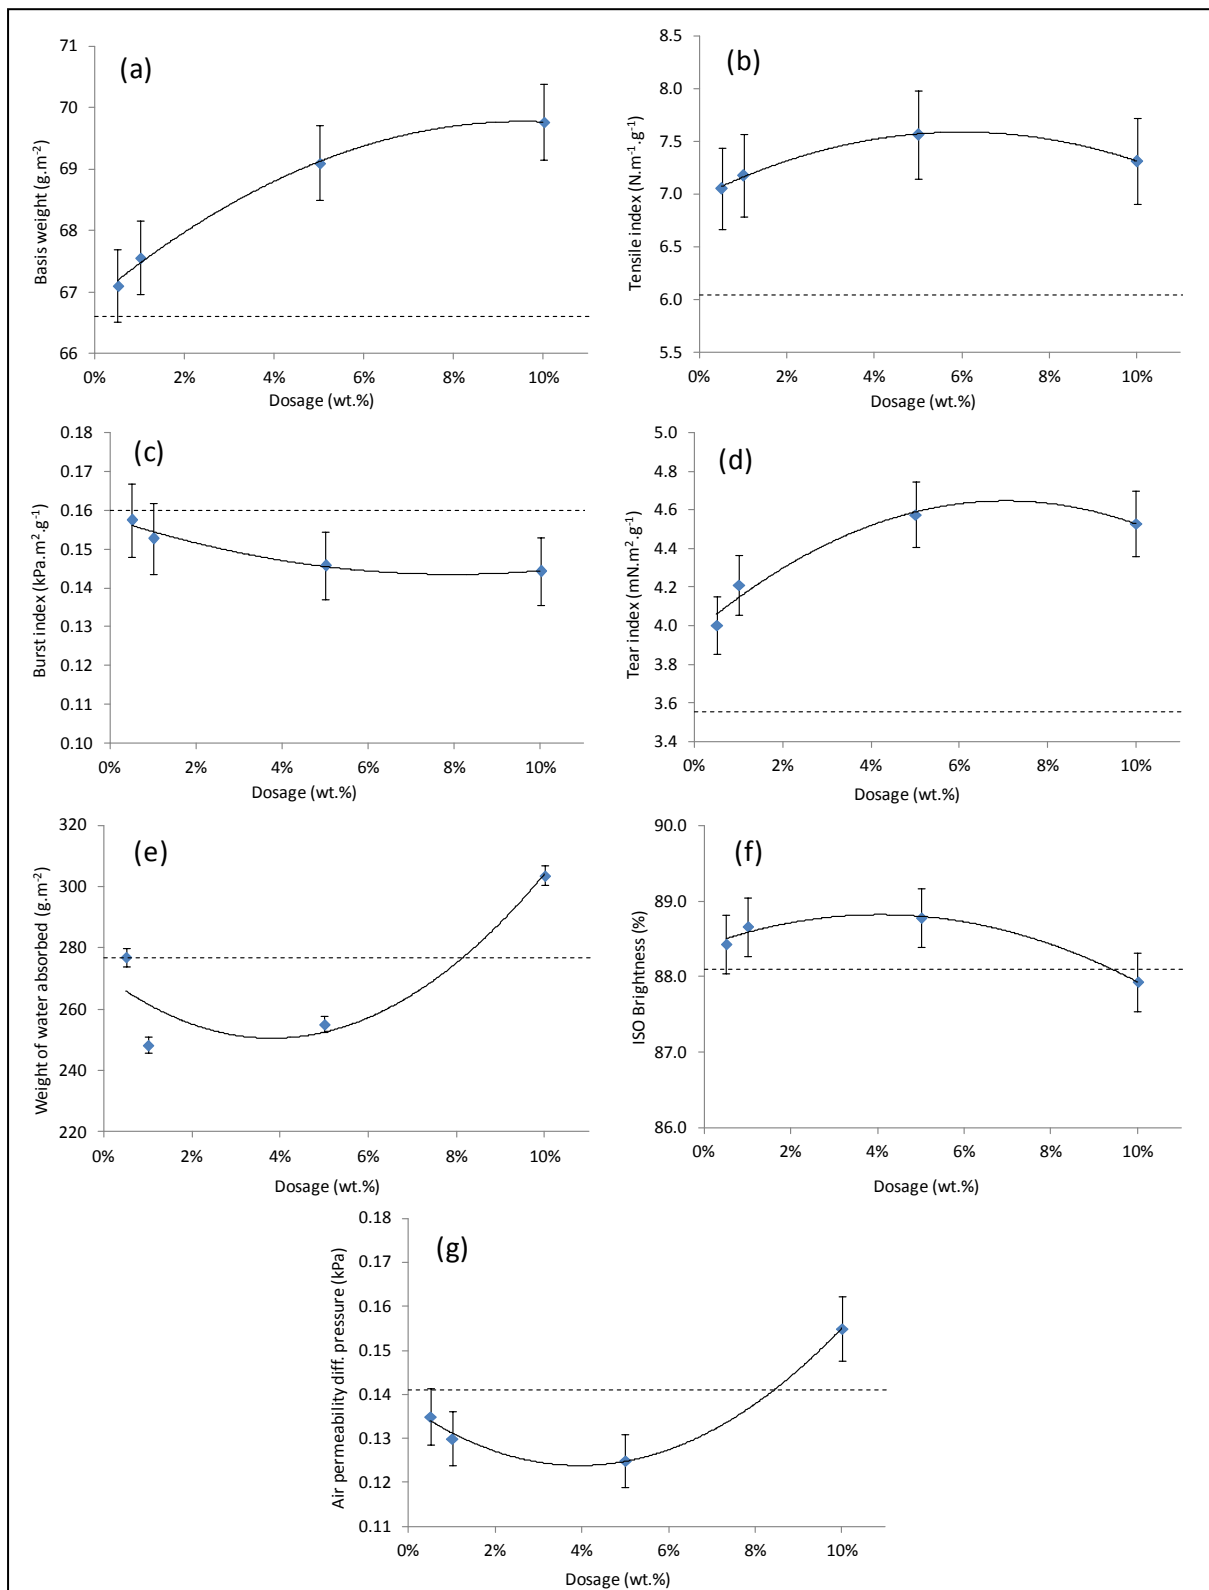 (a)
Basis weight (g.m⁻²)
71
70
69
68
67
66
0% 2% 4% 6% 8% 10%
Dosage (wt.%)
(b)
Tensile index (N.m⁻¹.g⁻¹)
8.5
8.0
7.5
7.0
6.5
6.0
5.5
0% 2% 4% 6% 8% 10%
Dosage (wt.%)
(c)
Burst index (kPa.m².g⁻¹)
0.18
0.17
0.16
0.15
0.14
0.13
0.12
0.11
0.10
0% 2% 4% 6% 8% 10%
Dosage (wt.%)
(d)
Tear index (mN.m².g⁻¹)
5.0
4.8
4.6
4.4
4.2
4.0
3.8
3.6
3.4
0% 2% 4% 6% 8% 10%
Dosage (wt.%)
(e)
Weight of water absorbed (g.m⁻²)
320
300
280
260
240
220
0% 2% 4% 6% 8% 10%
Dosage (wt.%)
(f)
ISO Brightness (%)
90.0
89.0
88.0
87.0
86.0
0% 2% 4% 6% 8% 10%
Dosage (wt.%)
(g)
Air permeability diff. pressure (kPa)
0.18
0.17
0.16
0.15
0.14
0.13
0.12
0.11
0% 2% 4% 6% 8% 10%
Dosage (wt.%)